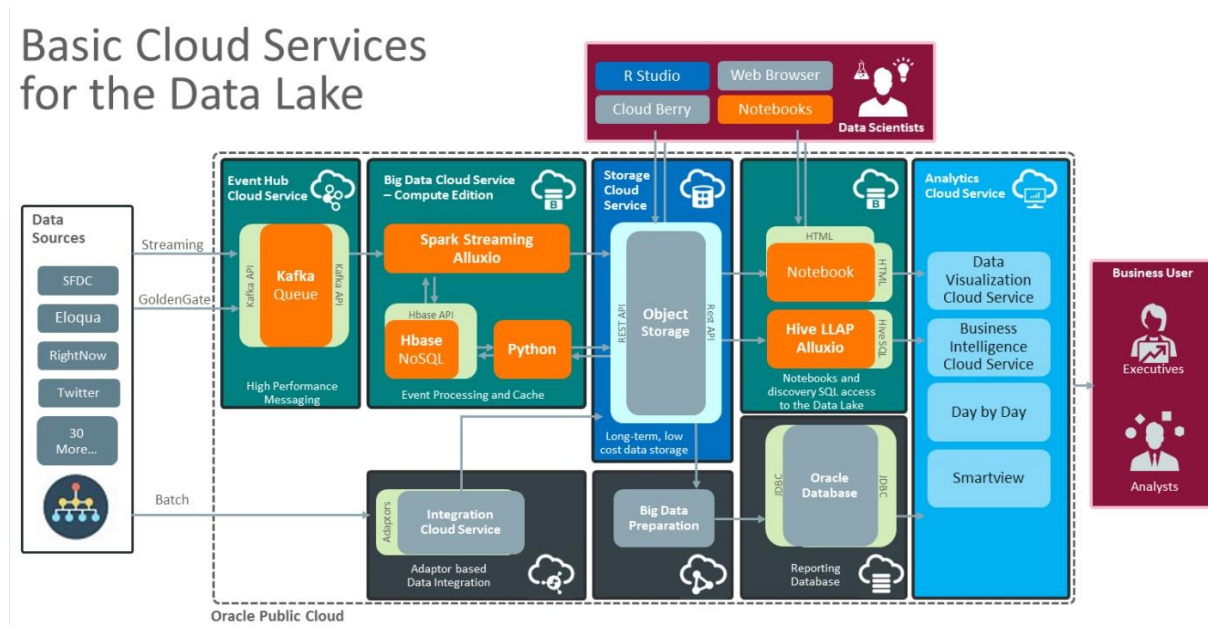 Basic Cloud Services
for the Data Lake
R Studio
Web Browser
Cloud Berry
Notebooks
Data Scientists
Data
Sources
SFDC
Eloqua
RightNow
Twitter
30
More...
Streaming
GoldenGate
Batch
Event Hub
Cloud Service
Kafka API
Kafka
Queue
Kafka API
High Performance
Messaging
Big Data Cloud Service
– Compute Edition
B
Spark Streaming
Alluxio
Hbase API
Hbase
NoSQL
Python
Event Processing and Cache
Storage
Cloud
Service
REST API
Object
Storage
Rest API
Long-term, low
cost data storage
B
HTML
Notebook
HTML
Hive LLAP
Alluxio
HiveSQL
Notebooks and
discovery SQL access
to the Data Lake
Analytics
Cloud Service
Data
Visualization
Cloud Service
Business
Intelligence
Cloud Service
Day by Day
Smartview
Business User
Executives
Analysts
Adaptors
Integration
Cloud Service
Adaptor based
Data Integration
Big Data
Preparation
JDBC
Oracle
Database
JDBC
Reporting
Database
Oracle Public Cloud